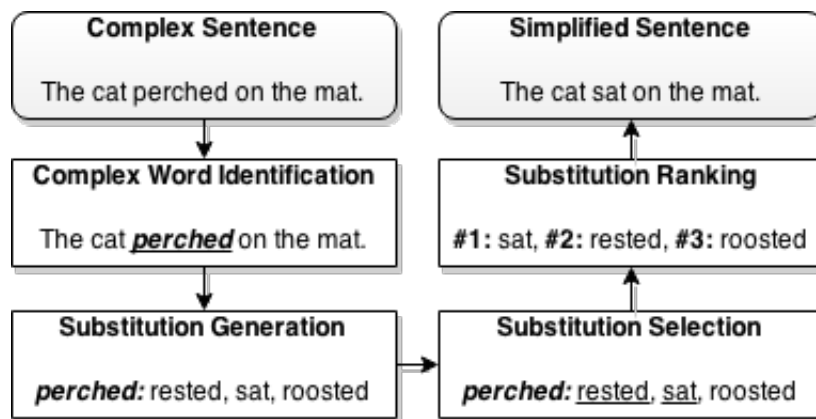 Complex Sentence
The cat perched on the mat.
Complex Word Identification
The cat perched on the mat.
Substitution Generation
perched: rested, sat, roosted
Substitution Selection
perched: rested, sat, roosted
Substitution Ranking
#1: sat, #2: rested, #3: roosted
Simplified Sentence
The cat sat on the mat.